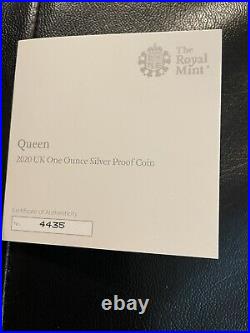 The
Royal
Mint®
Queen
2020 UK One Ounce Silver Proof Coin
Certificate of Authenticity
No. 4435